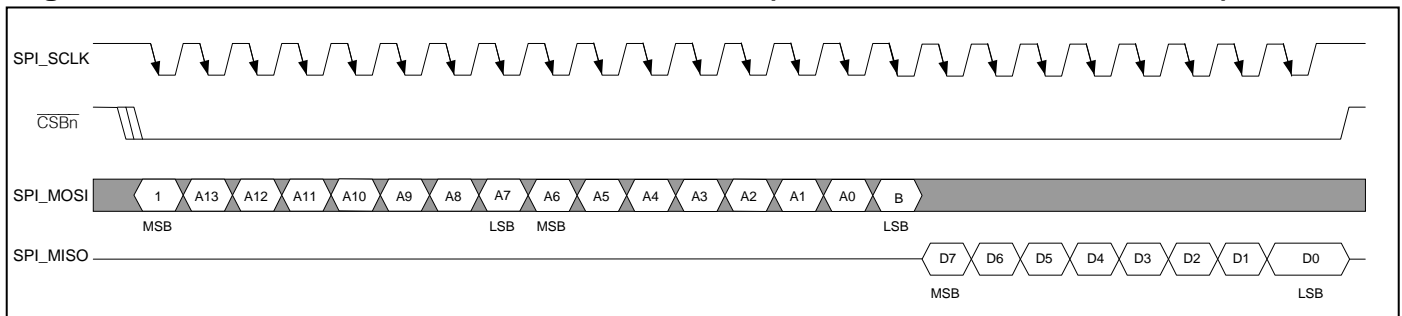 SPI_SCLK
CSBn
SPI_MOSI 1 A13 A12 A11 A10 A9 A8 A7 A6 A5 A4 A3 A2 A1 A0 B
MSB LSB MSB LSB
SPI_MISO D7 D6 D5 D4 D3 D2 D1 D0
MSB LSB